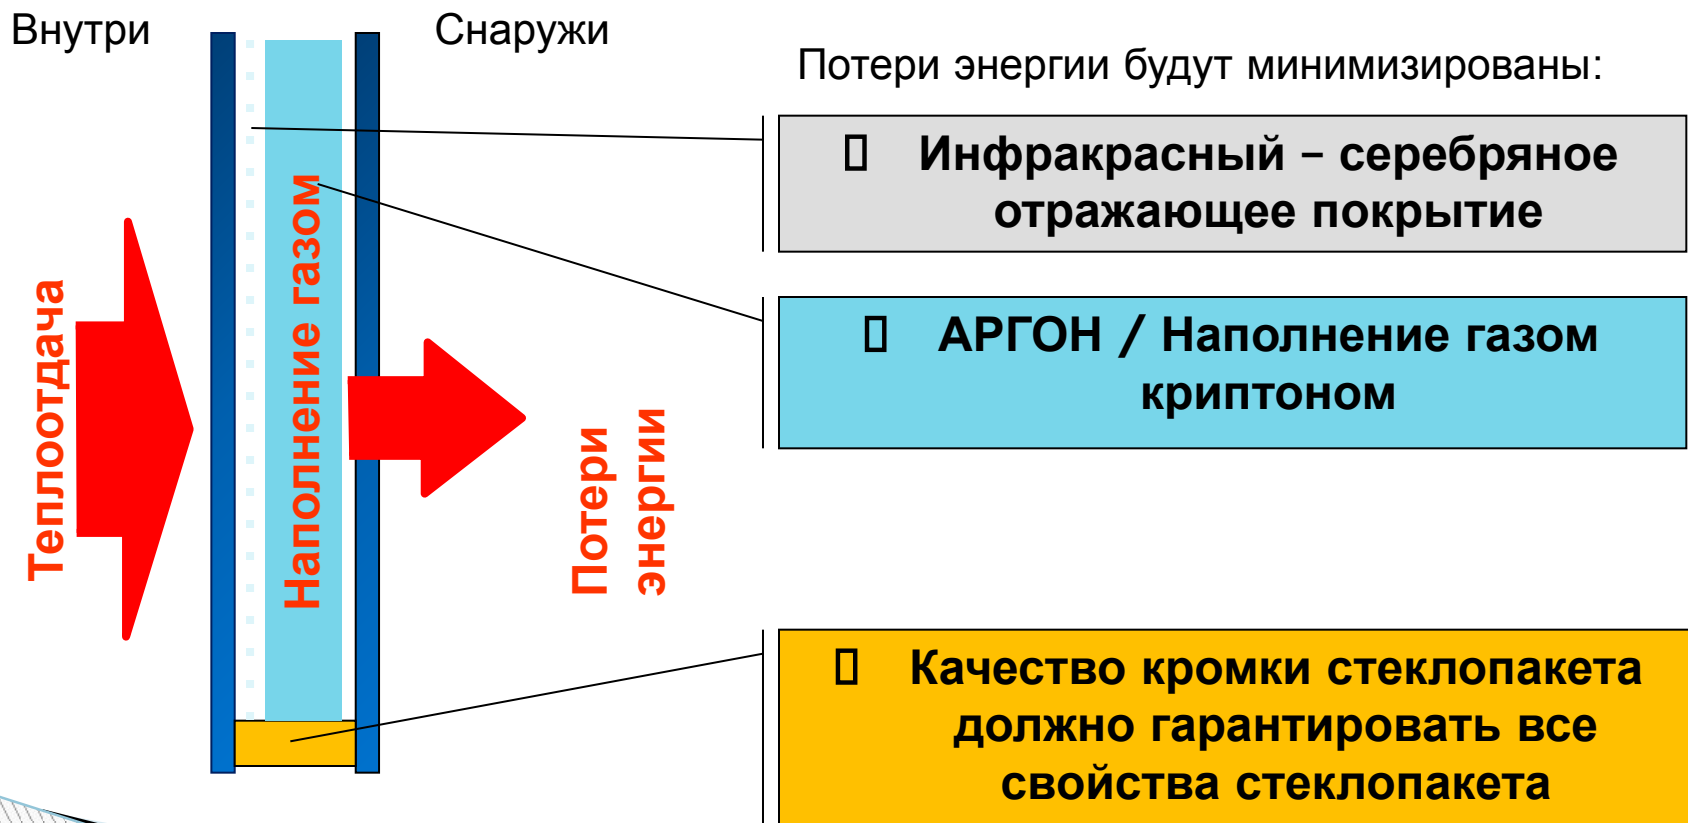 Внутри
Снаружи
Потери энергии будут минимизированы:
Инфракрасный – серебряное
отражающее покрытие
АРГОН / Наполнение газом
криптоном
Качество кромки стеклопакета
должно гарантировать все
свойства стеклопакета
Теплоотдача
Наполнение газом
Потери
энергии